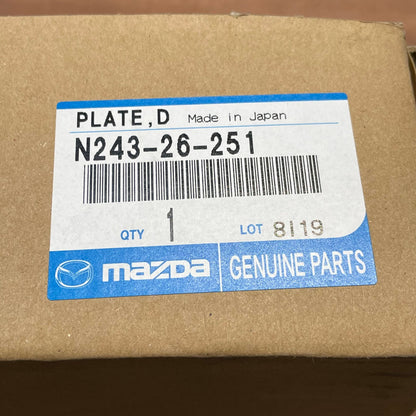 PLATE,D Made in Japan
N243-26-251
QTY 1 LOT 8I19
mazda GENUINE PARTS